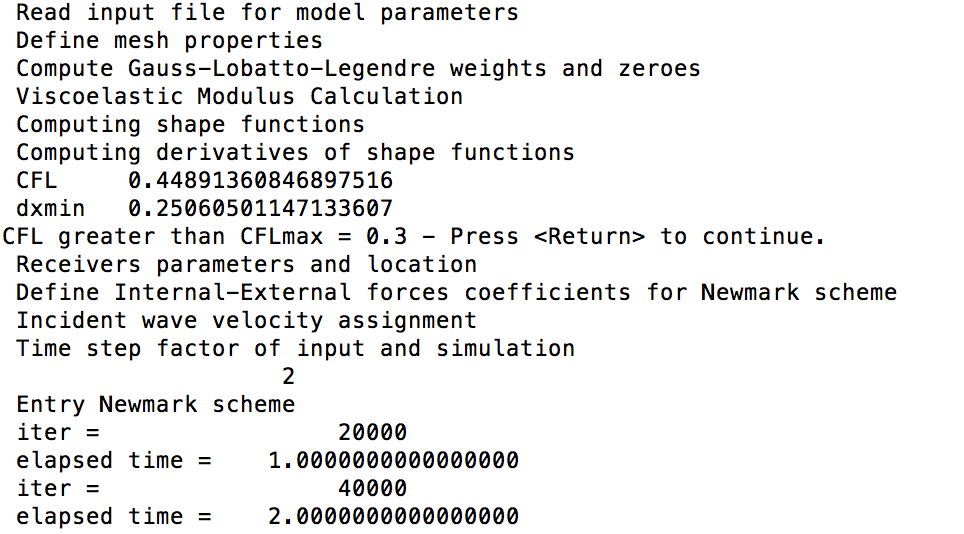 Read input file for model parameters
Define mesh properties
Compute Gauss-Lobatto-Legendre weights and zeroes
Viscoelastic Modulus Calculation
Computing shape functions
Computing derivatives of shape functions
CFL 0.44891360846897516
dxmin 0.25060501147133607
CFL greater than CFLmax = 0.3 - Press <Return> to continue.
Receivers parameters and location
Define Internal-External forces coefficients for Newmark scheme
Incident wave velocity assignment
Time step factor of input and simulation
2
Entry Newmark scheme
iter = 20000
elapsed time = 1.0000000000000000
iter = 40000
elapsed time = 2.0000000000000000